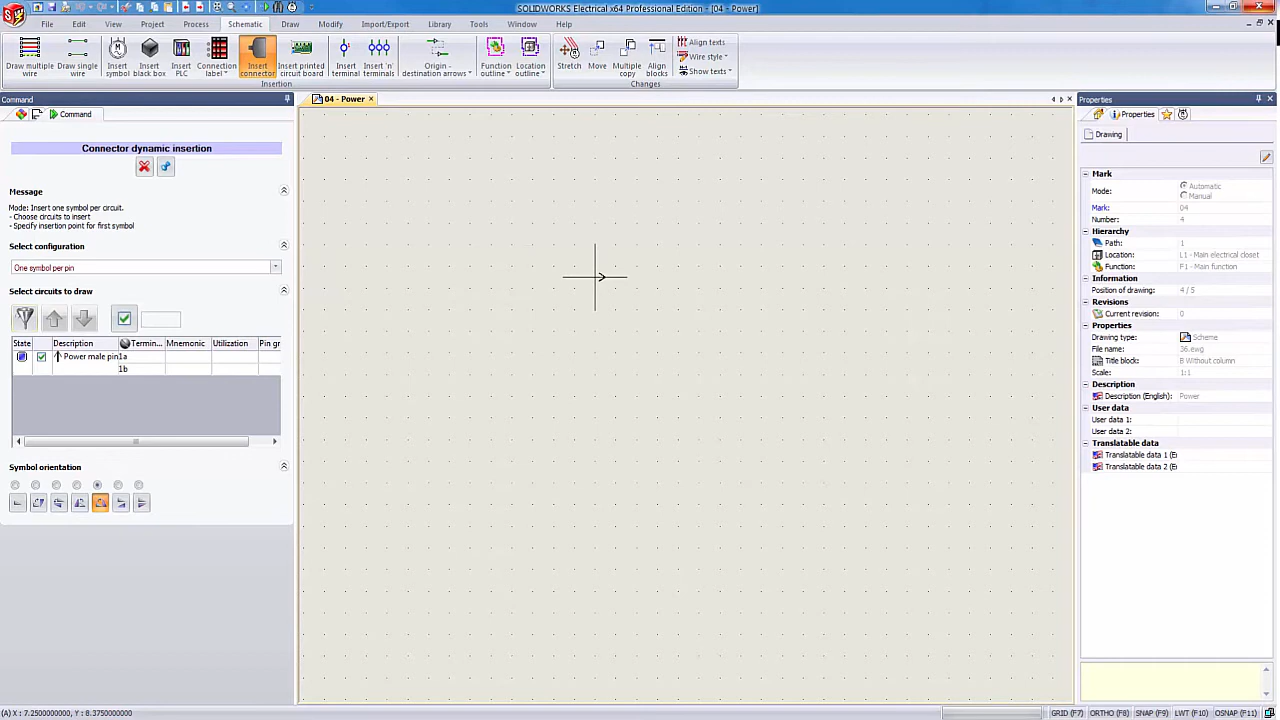 SOLIDWORKS Electrical x64 Professional Edition - [04 - Power]
File Edit View Project Process Schematic Draw Modify Import/Export Library Tools Window Help
Draw multiple wire
Draw single wire
Insert symbol
Insert black box
Insert PLC
Connection label
Insert connector
Insert printed circuit board
Insert terminal
Insert 'n' terminals
Origin - destination arrows
Function outline
Location outline
Stretch
Move
Multiple copy
Align blocks
Align texts
Wire style
Show texts
Insertion
Changes
Command
Command
Connector dynamic insertion
Message
Mode: Insert one symbol per circuit.
- Choose circuits to insert
- Specify insertion point for first symbol
Select configuration
One symbol per pin
Select circuits to draw
State Description Termin... Mnemonic Utilization Pin gr
Power male pin 1a
1b
Symbol orientation
04 - Power
Properties
Properties
Drawing
Mark
Mode: Automatic
Manual
Mark: 04
Number: 4
Hierarchy
Path: 1
Location: L1 - Main electrical closet
Function: F1 - Main function
Information
Position of drawing: 4 / 5
Revisions
Current revision: 0
Properties
Drawing type: Scheme
File name: 36.ewg
Title block: B Without column
Scale: 1:1
Description
Description (English): Power
User data
User data 1:
User data 2:
Translatable data
Translatable data 1 (E
Translatable data 2 (E
(A) X : 7.2500000000, Y : 8.3750000000
GRID (F7) ORTHO (F8) SNAP (F9) LWT (F10) OSNAP (F11)